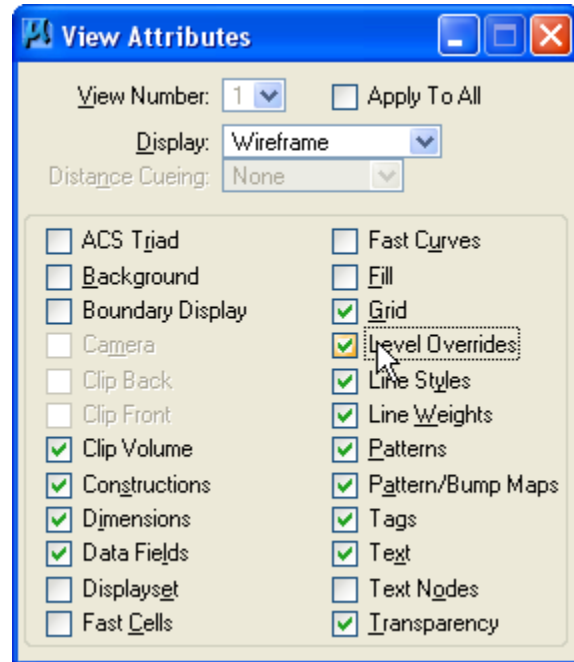 View Attributes
View Number: 1 Apply To All
Display: Wireframe
Distance Cueing: None
ACS Triad Fast Curves
Background Fill
Boundary Display Grid
Camera Level Overrides
Clip Back Line Styles
Clip Front Line Weights
Clip Volume Patterns
Constructions Pattern/Bump Maps
Dimensions Tags
Data Fields Text
Displayset Text Nodes
Fast Cells Transparency